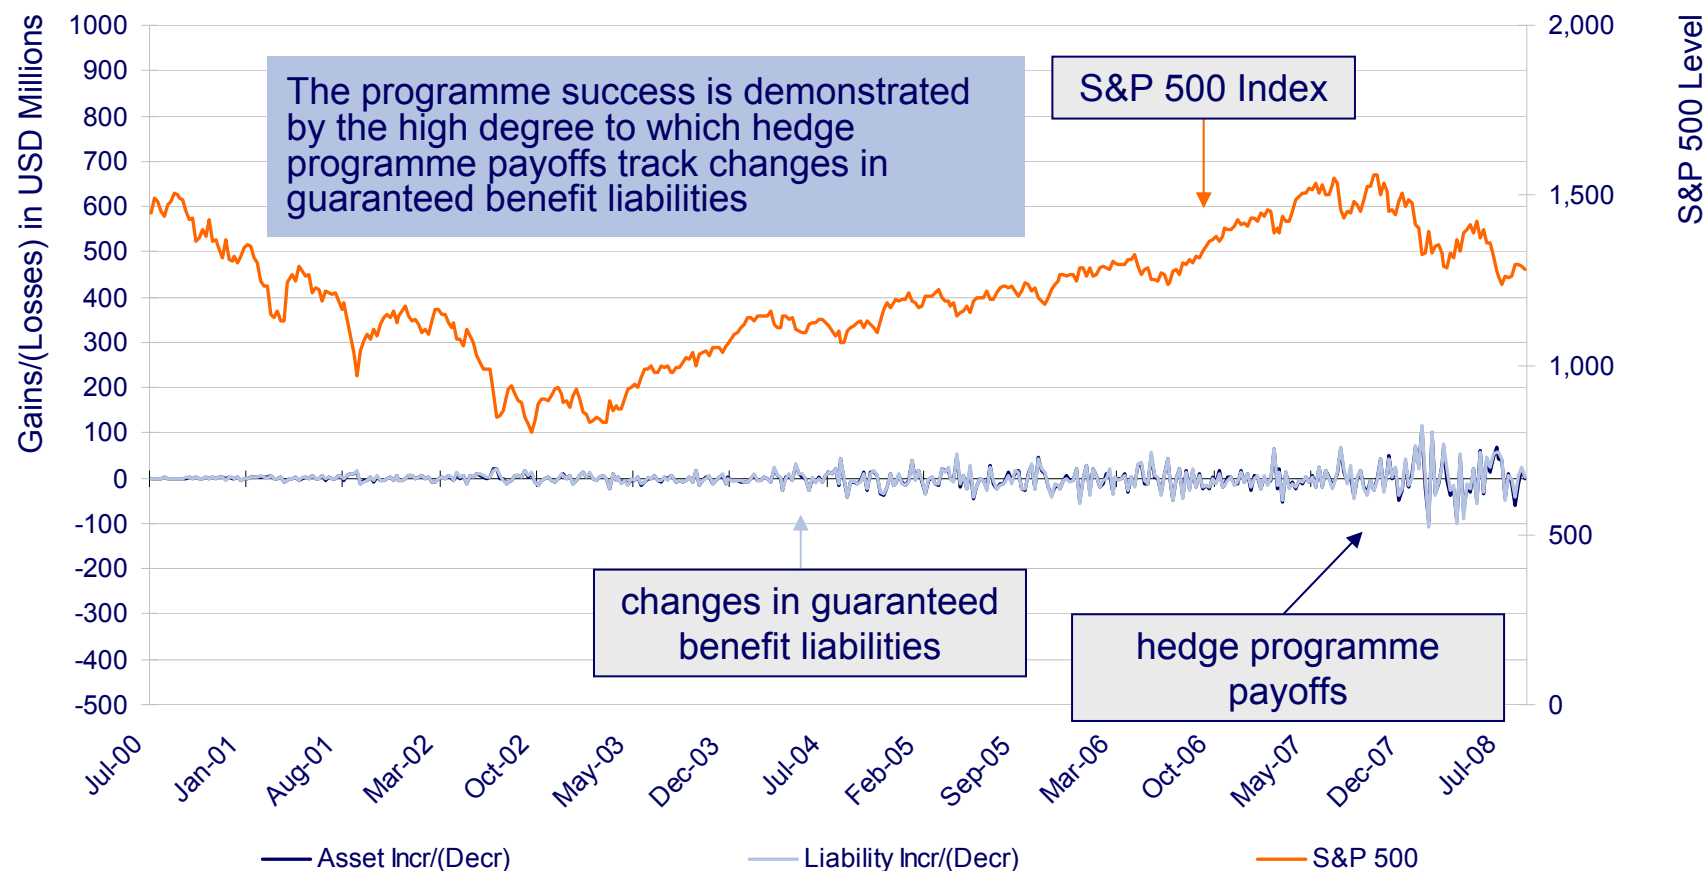 Gains/(Losses) in USD Millions
1000
900
800
700
600
500
400
300
200
100
0
-100
-200
-300
-400
-500
The programme success is demonstrated
by the high degree to which hedge
programme payoffs track changes in
guaranteed benefit liabilities
S&P 500 Index
changes in guaranteed
benefit liabilities
hedge programme
payoffs
2,000
1,500
1,000
500
0
S&P 500 Level
Jul-00
Jan-01
Aug-01
Mar-02
Oct-02
May-03
Dec-03
Jul-04
Feb-05
Sep-05
Mar-06
Oct-06
May-07
Dec-07
Jul-08
Asset Incr/(Decr)
Liability Incr/(Decr)
S&P 500